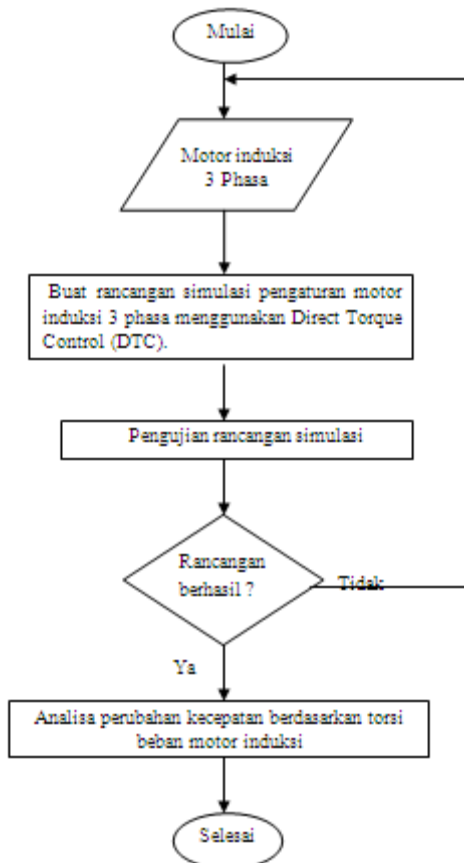 Mulai
Motor induksi
3 Phasa
Buat rancangan simulasi pengaturan motor
induksi 3 phasa menggunakan Direct Torque
Control (DTC).
Pengujian rancangan simulasi
Rancangan
berhasil ?
Tidak
Ya
Analisa perubahan kecepatan berdasarkan torsi
beban motor induksi
Selesai